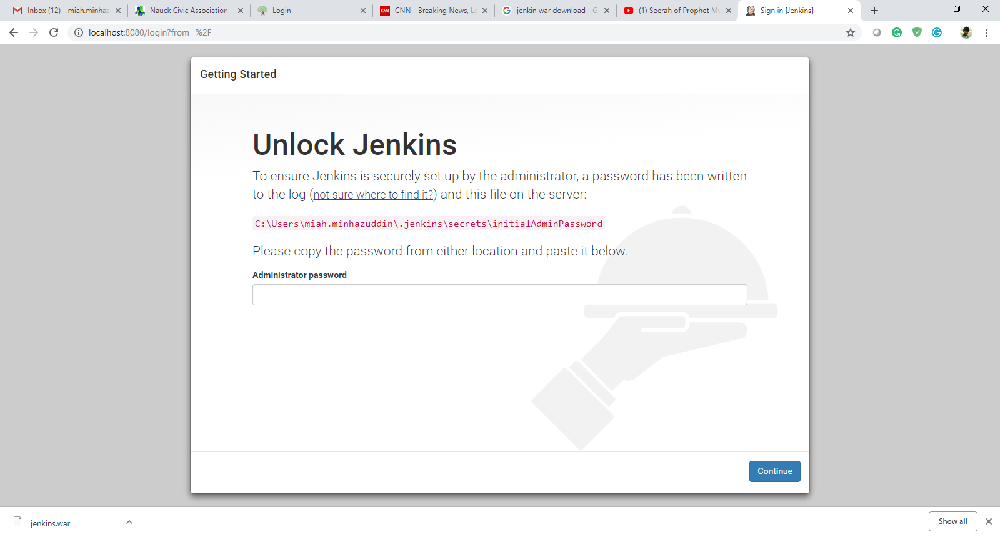 Inbox (12) - miah.minhaz
Nauck Civic Association -
Login
CNN - Breaking News, La
jenkin war download - G
(1) Seerah of Prophet Mu
Sign in [Jenkins]
localhost:8080/login?from=%2F
Getting Started
Unlock Jenkins
To ensure Jenkins is securely set up by the administrator, a password has been written
to the log (not sure where to find it?) and this file on the server:
C:\Users\miah.minhazuddin\.jenkins\secrets\initialAdminPassword
Please copy the password from either location and paste it below.
Administrator password
Continue
jenkins.war
Show all